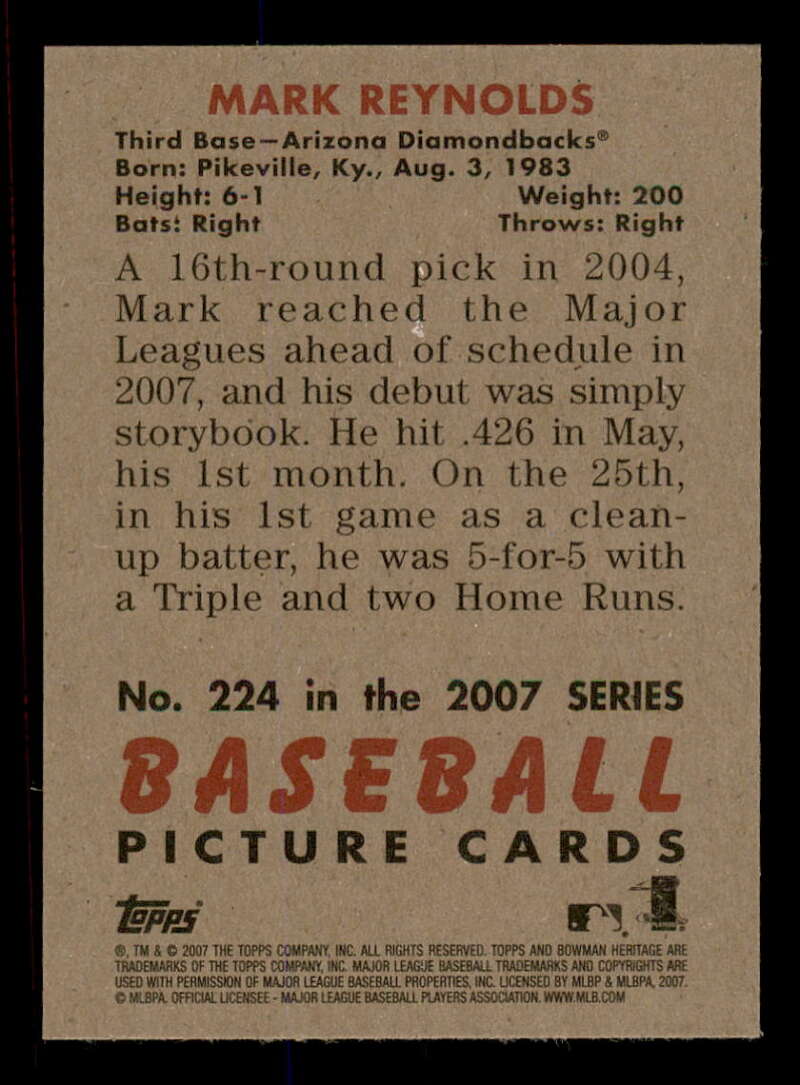 MARK REYNOLDS
Third Base—Arizona Diamondbacks®
Born: Pikeville, Ky., Aug. 3, 1983
Height: 6-1 Weight: 200
Bats: Right Throws: Right
A 16th-round pick in 2004,
Mark reached the Major
Leagues ahead of schedule in
2007, and his debut was simply
storybook. He hit .426 in May,
his 1st month. On the 25th,
in his 1st game as a clean-
up batter, he was 5-for-5 with
a Triple and two Home Runs.
No. 224 in the 2007 SERIES
BASEBALL
PICTURE CARDS
topps
®, TM & © 2007 THE TOPPS COMPANY, INC. ALL RIGHTS RESERVED. TOPPS AND BOWMAN HERITAGE ARE
TRADEMARKS OF THE TOPPS COMPANY, INC. MAJOR LEAGUE BASEBALL TRADEMARKS AND COPYRIGHTS ARE
USED WITH PERMISSION OF MAJOR LEAGUE BASEBALL PROPERTIES, INC. LICENSED BY MLBP & MLBPA, 2007.
© MLBPA. OFFICIAL LICENSEE - MAJOR LEAGUE BASEBALL PLAYERS ASSOCIATION. WWW.MLB.COM